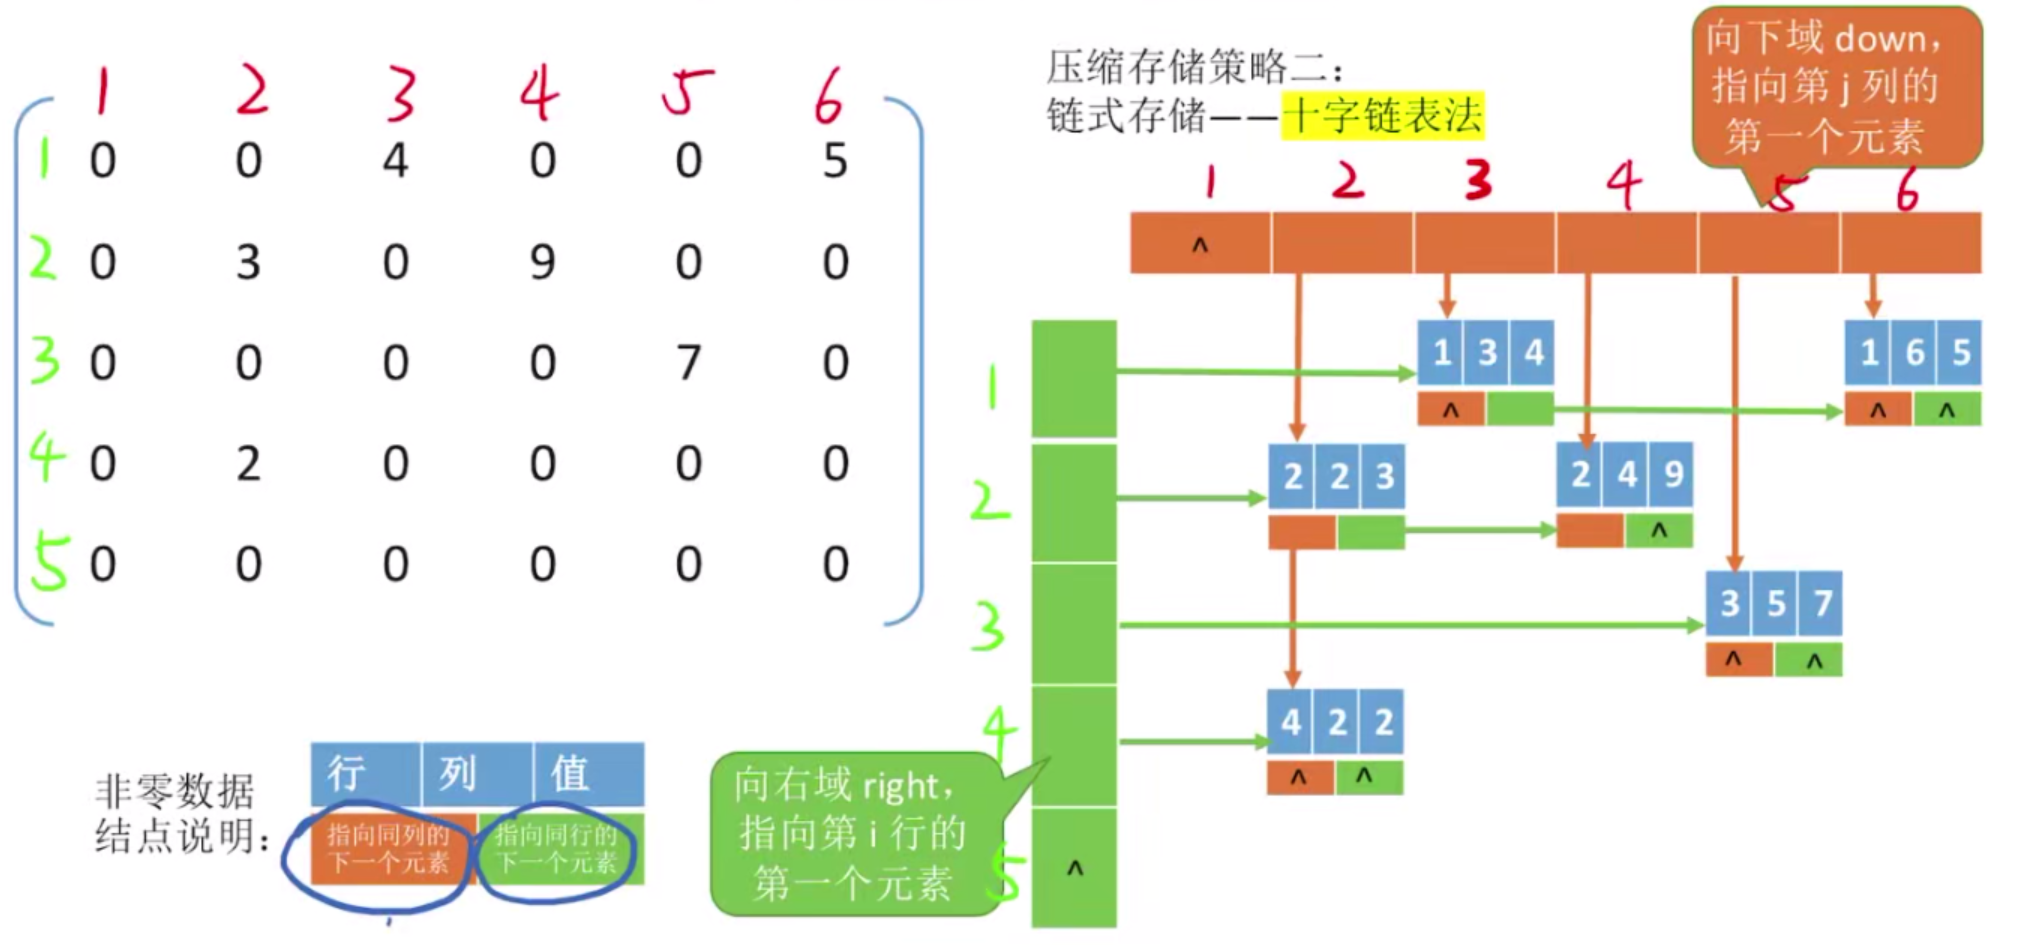 1 2 3 4 5 6
1 0 0 4 0 0 5
2 0 3 0 9 0 0
3 0 0 0 0 7 0
4 0 2 0 0 0 0
5 0 0 0 0 0 0
非零数据
结点说明：
行 列 值
指向同列的
下一个元素
指向同行的
下一个元素
压缩存储策略二：
链式存储——十字链表法
向下域 down，
指向第 j 列的
第一个元素
1 2 3 4 5 6
^
1
1 3 4
^
1 6 5
^ ^
2
2 2 3
2 4 9
^
3
3 5 7
^ ^
4
4 2 2
^ ^
5
^
向右域 right，
指向第 i 行的
第一个元素